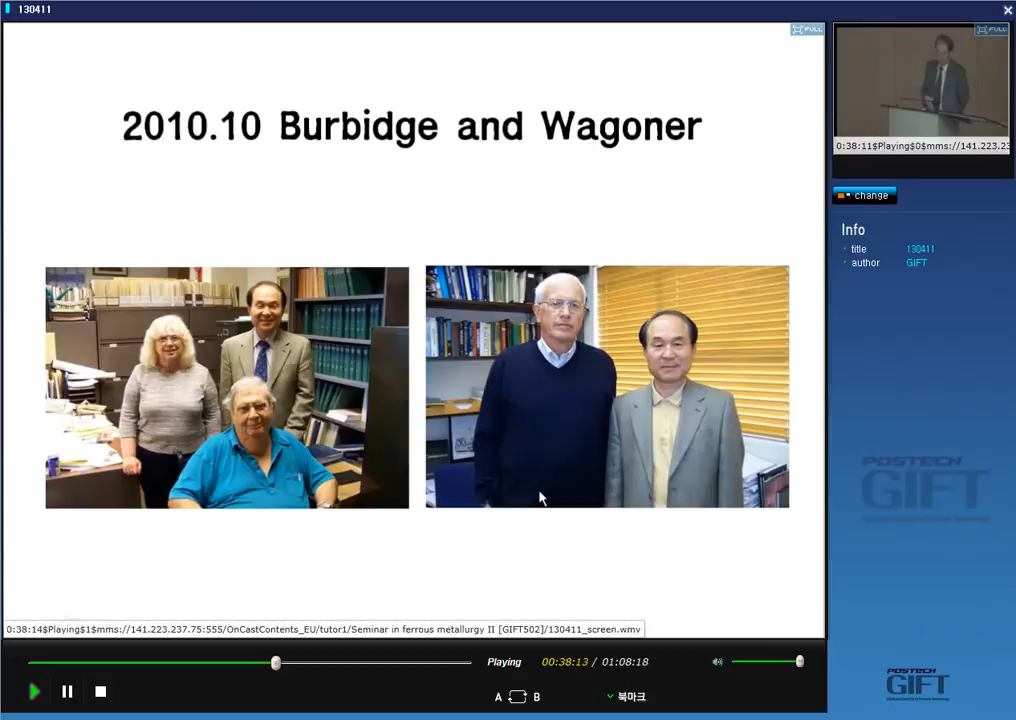 130411
FULL
FULL
2010.10 Burbidge and Wagoner
0:38:11$Playing$0$mms://141.223.23
change
Info
title 130411
author GIFT
POSTECH
GIFT
0:38:14$Playing$1$mms://141.223.237.75:555/OnCastContents_EU/tutor1/Seminar in ferrous metallurgy II [GIFT502]/130411_screen.wmv
Playing 00:38:13 / 01:08:18
A B 북마크
POSTECH
GIFT